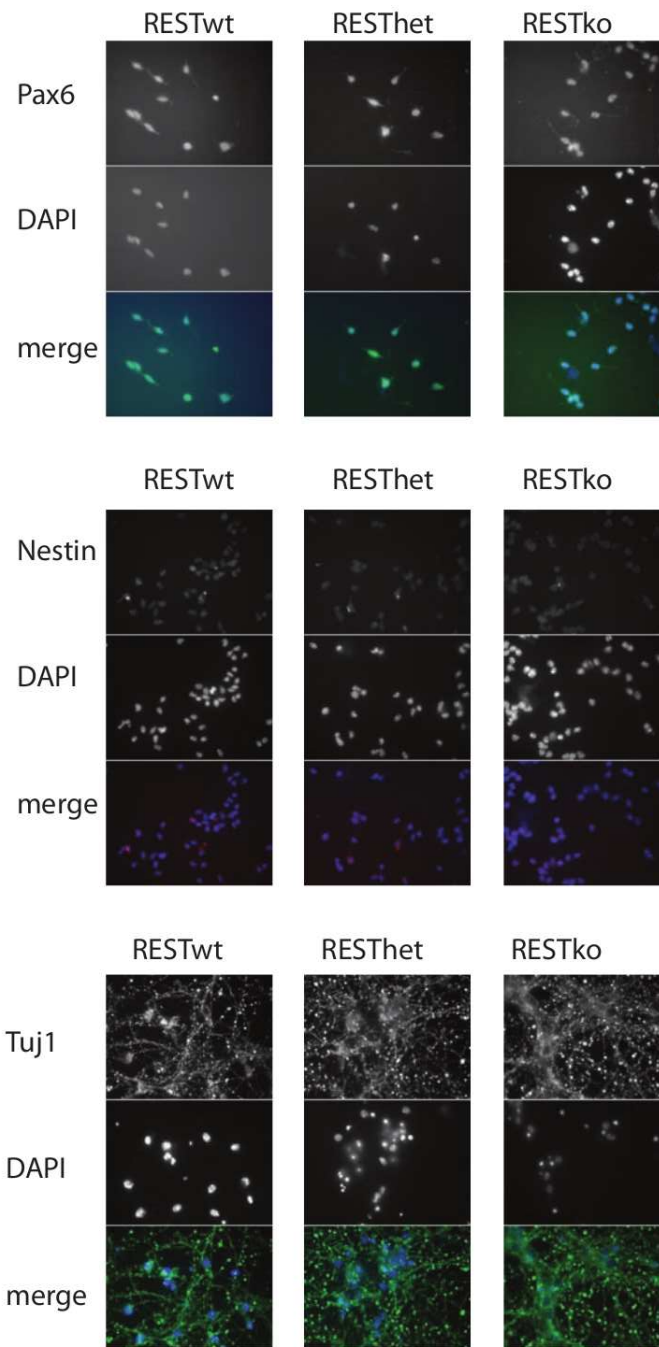 RESTwt RESThet RESTko
Pax6
DAPI
merge
RESTwt RESThet RESTko
Nestin
DAPI
merge
RESTwt RESThet RESTko
Tuj1
DAPI
merge